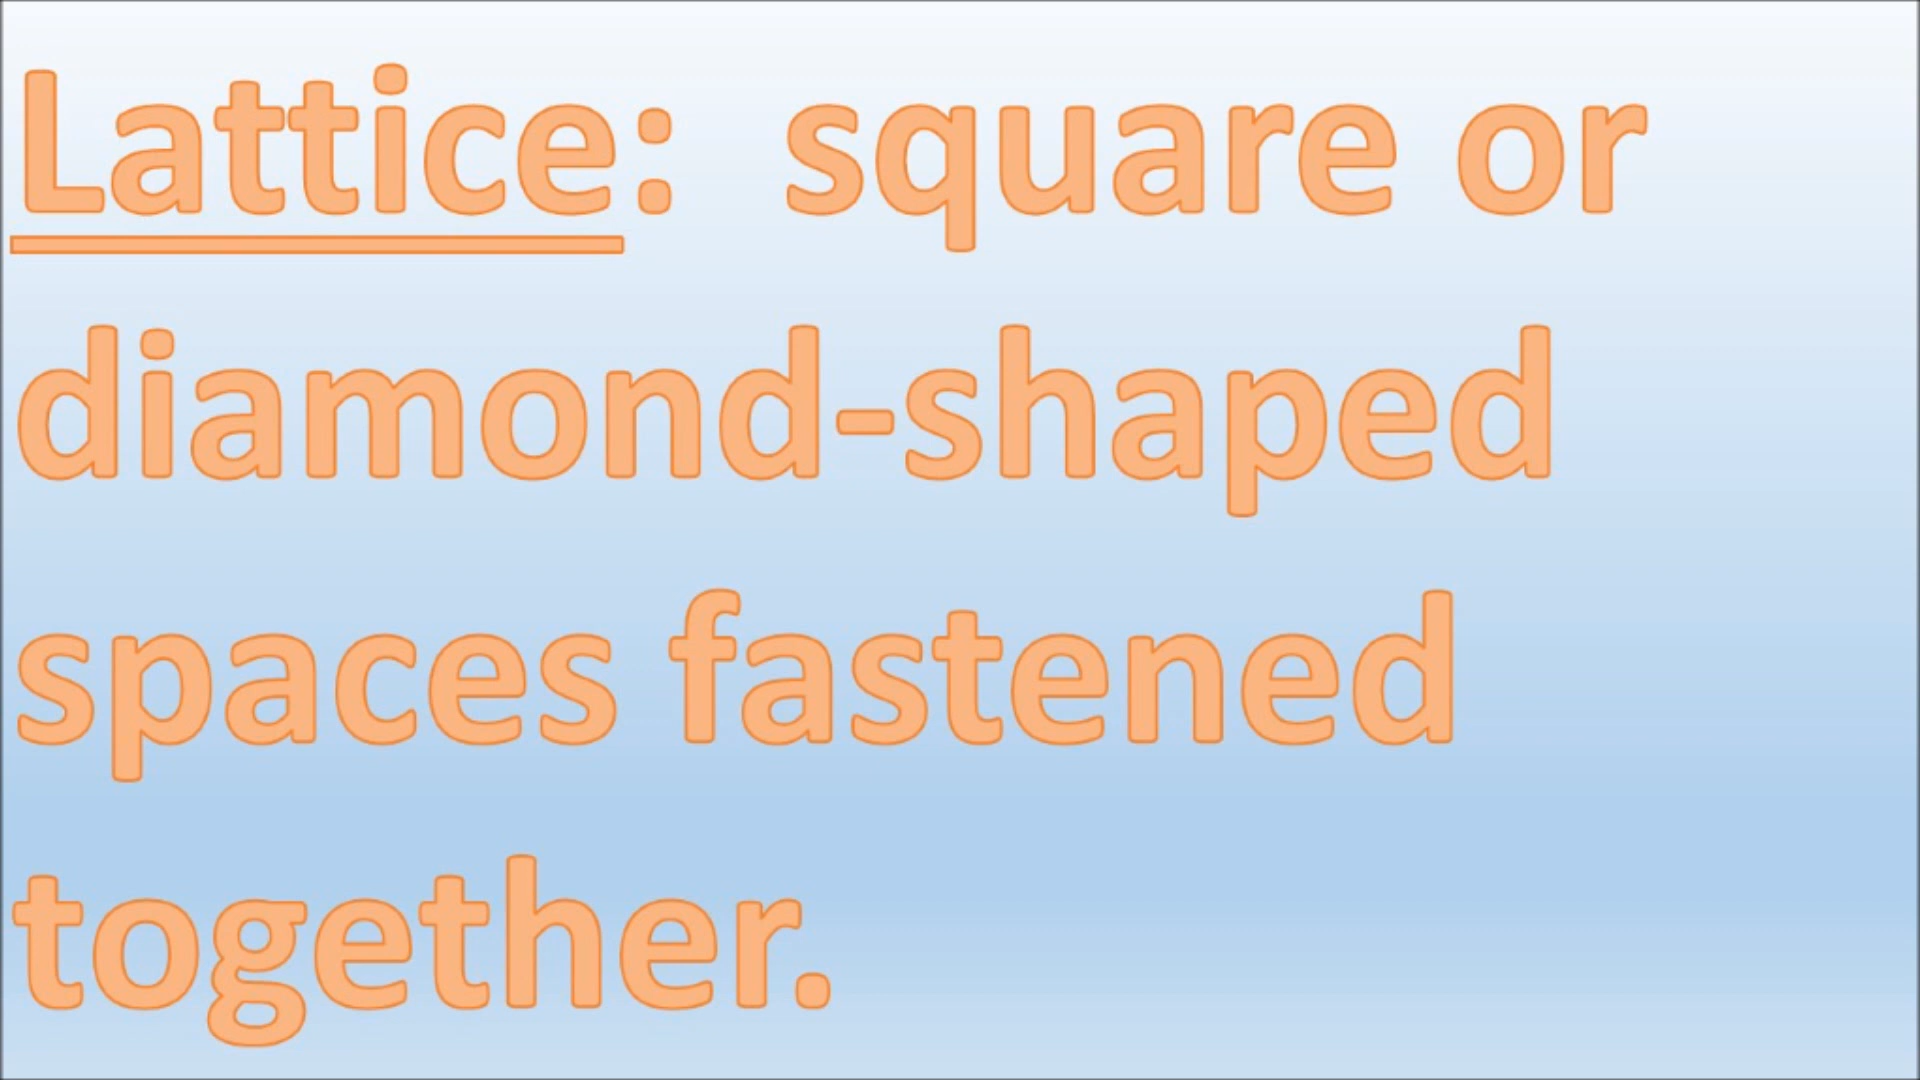 Lattice:  square or
diamond-shaped
spaces fastened
together.